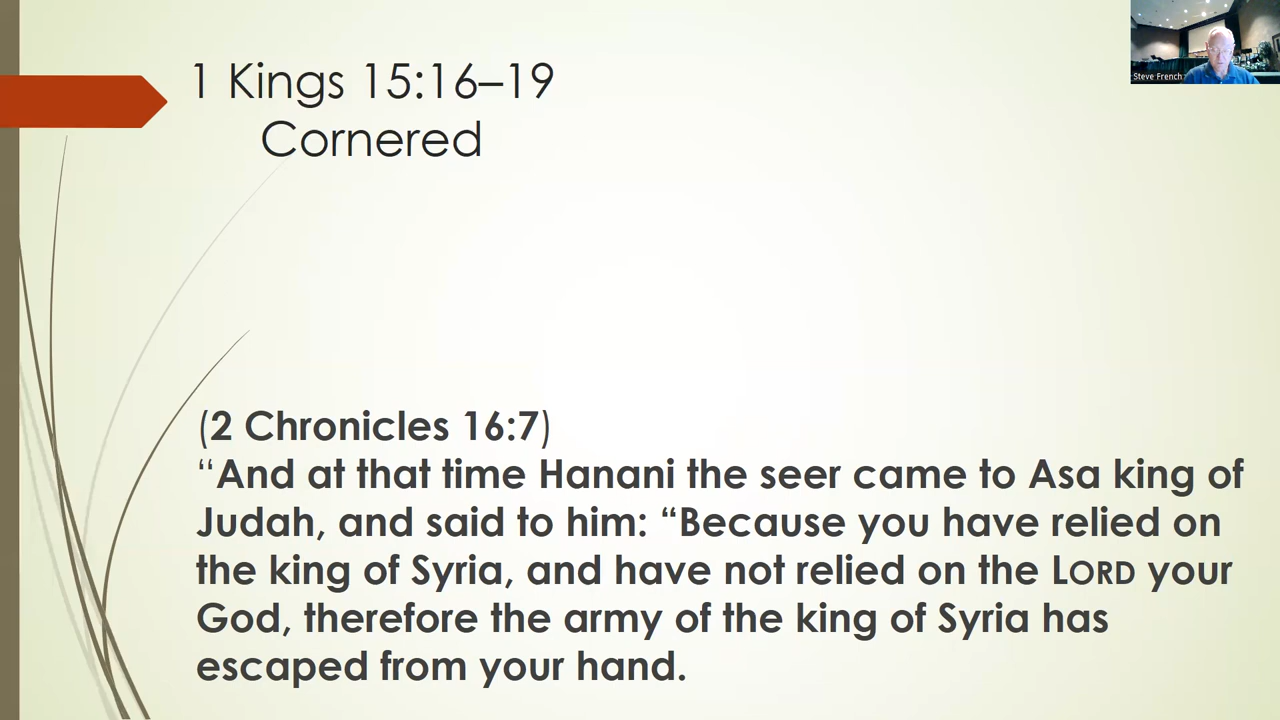 1 Kings 15:16–19
Cornered
Steve French
(2 Chronicles 16:7)
“And at that time Hanani the seer came to Asa king of
Judah, and said to him: “Because you have relied on
the king of Syria, and have not relied on the LORD your
God, therefore the army of the king of Syria has
escaped from your hand.